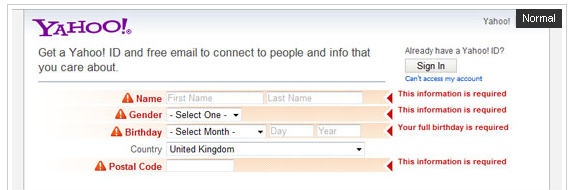 Normal
YAHOO!®
Yahoo!
Get a Yahoo! ID and free email to connect to people and info that
you care about.
Already have a Yahoo! ID?
Sign In
Can't access my account
Name First Name Last Name This information is required
Gender - Select One - This information is required
Birthday - Select Month - Day Year Your full birthday is required
Country United Kingdom
Postal Code This information is required